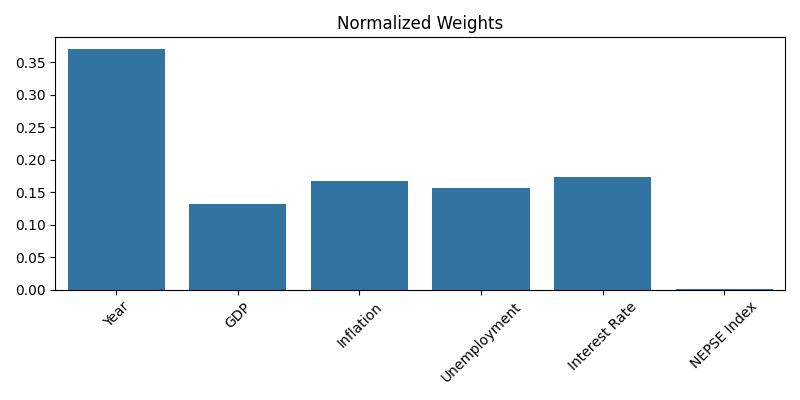 Normalized Weights
0.35
0.30
0.25
0.20
0.15
0.10
0.05
0.00
Year
GDP
Inflation
Unemployment
Interest Rate
NEPSE Index